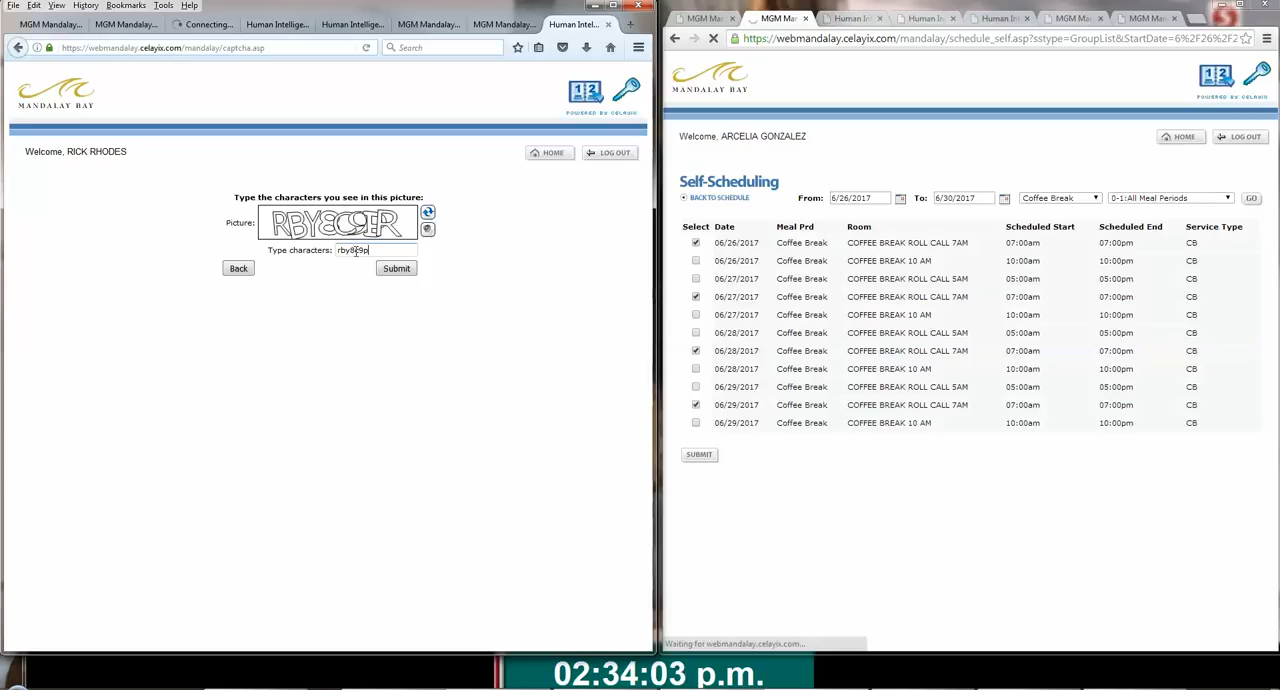 File Edit View History Bookmarks Tools Help
MGM Mandalay... MGM Mandalay... Connecting... Human Intellige... Human Intellige... MGM Mandalay... MGM Mandalay... Human Intel...
https://webmandalay.celayix.com/mandalay/captcha.asp
Search
MANDALAY BAY
12
POWERED BY CELAYIX
Welcome, RICK RHODES
HOME LOG OUT
Type the characters you see in this picture:
Picture:
Type characters: rby8c9p
Back Submit
MGM Mar MGM Mar Human In Human In Human In MGM Mar MGM Mar
https://webmandalay.celayix.com/mandalay/schedule_self.asp?sstype=GroupList&StartDate=6%2F26%2F2
MANDALAY BAY
12
POWERED BY CELAYIX
Welcome, ARCELIA GONZALEZ
HOME LOG OUT
Self-Scheduling
BACK TO SCHEDULE From: 6/26/2017 To: 6/30/2017 Coffee Break 0-1:All Meal Periods GO
Select Date Meal Prd Room Scheduled Start Scheduled End Service Type
06/26/2017 Coffee Break COFFEE BREAK ROLL CALL 7AM 07:00am 07:00pm CB
06/26/2017 Coffee Break COFFEE BREAK 10 AM 10:00am 10:00pm CB
06/27/2017 Coffee Break COFFEE BREAK ROLL CALL 5AM 05:00am 05:00pm CB
06/27/2017 Coffee Break COFFEE BREAK ROLL CALL 7AM 07:00am 07:00pm CB
06/27/2017 Coffee Break COFFEE BREAK 10 AM 10:00am 10:00pm CB
06/28/2017 Coffee Break COFFEE BREAK ROLL CALL 5AM 05:00am 05:00pm CB
06/28/2017 Coffee Break COFFEE BREAK ROLL CALL 7AM 07:00am 07:00pm CB
06/28/2017 Coffee Break COFFEE BREAK 10 AM 10:00am 10:00pm CB
06/29/2017 Coffee Break COFFEE BREAK ROLL CALL 5AM 05:00am 05:00pm CB
06/29/2017 Coffee Break COFFEE BREAK ROLL CALL 7AM 07:00am 07:00pm CB
06/29/2017 Coffee Break COFFEE BREAK 10 AM 10:00am 10:00pm CB
SUBMIT
Waiting for webmandalay.celayix.com...
02:34:03 p.m.